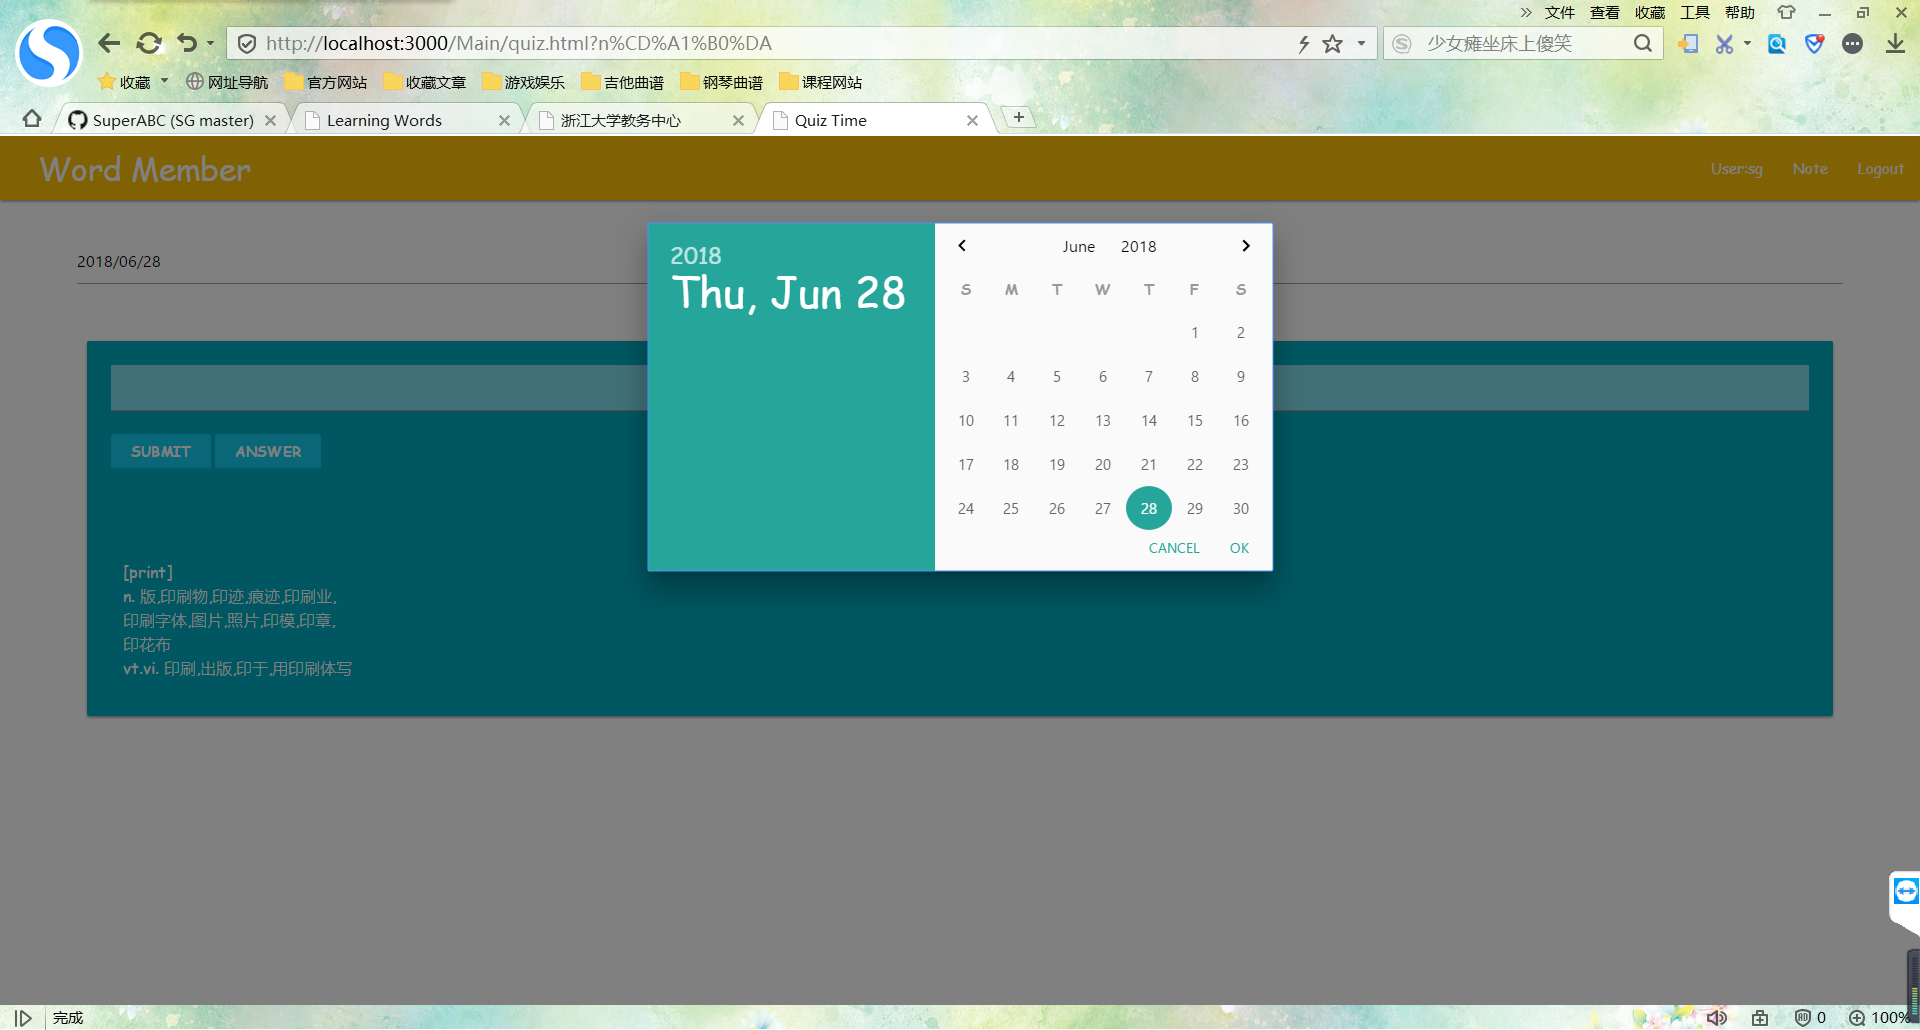 文件 查看 收藏 工具 帮助
http://localhost:3000/Main/quiz.html?n%CD%A1%B0%DA
少女瘫坐床上傻笑
收藏 网址导航 官方网站 收藏文章 游戏娱乐 吉他曲谱 钢琴曲谱 课程网站
SuperABC (SG master) Learning Words 浙江大学教务中心 Quiz Time
Word Member User:sg Note Logout
2018/06/28
2018
Thu, Jun 28
June 2018
S M T W T F S
1 2
3 4 5 6 7 8 9
10 11 12 13 14 15 16
17 18 19 20 21 22 23
24 25 26 27 28 29 30
CANCEL OK
SUBMIT ANSWER
[print]
n. 版,印刷物,印迹,痕迹,印刷业,
印刷字体,图片,照片,印模,印章,
印花布
vt.vi. 印刷,出版,印于,用印刷体写
完成 0 100%